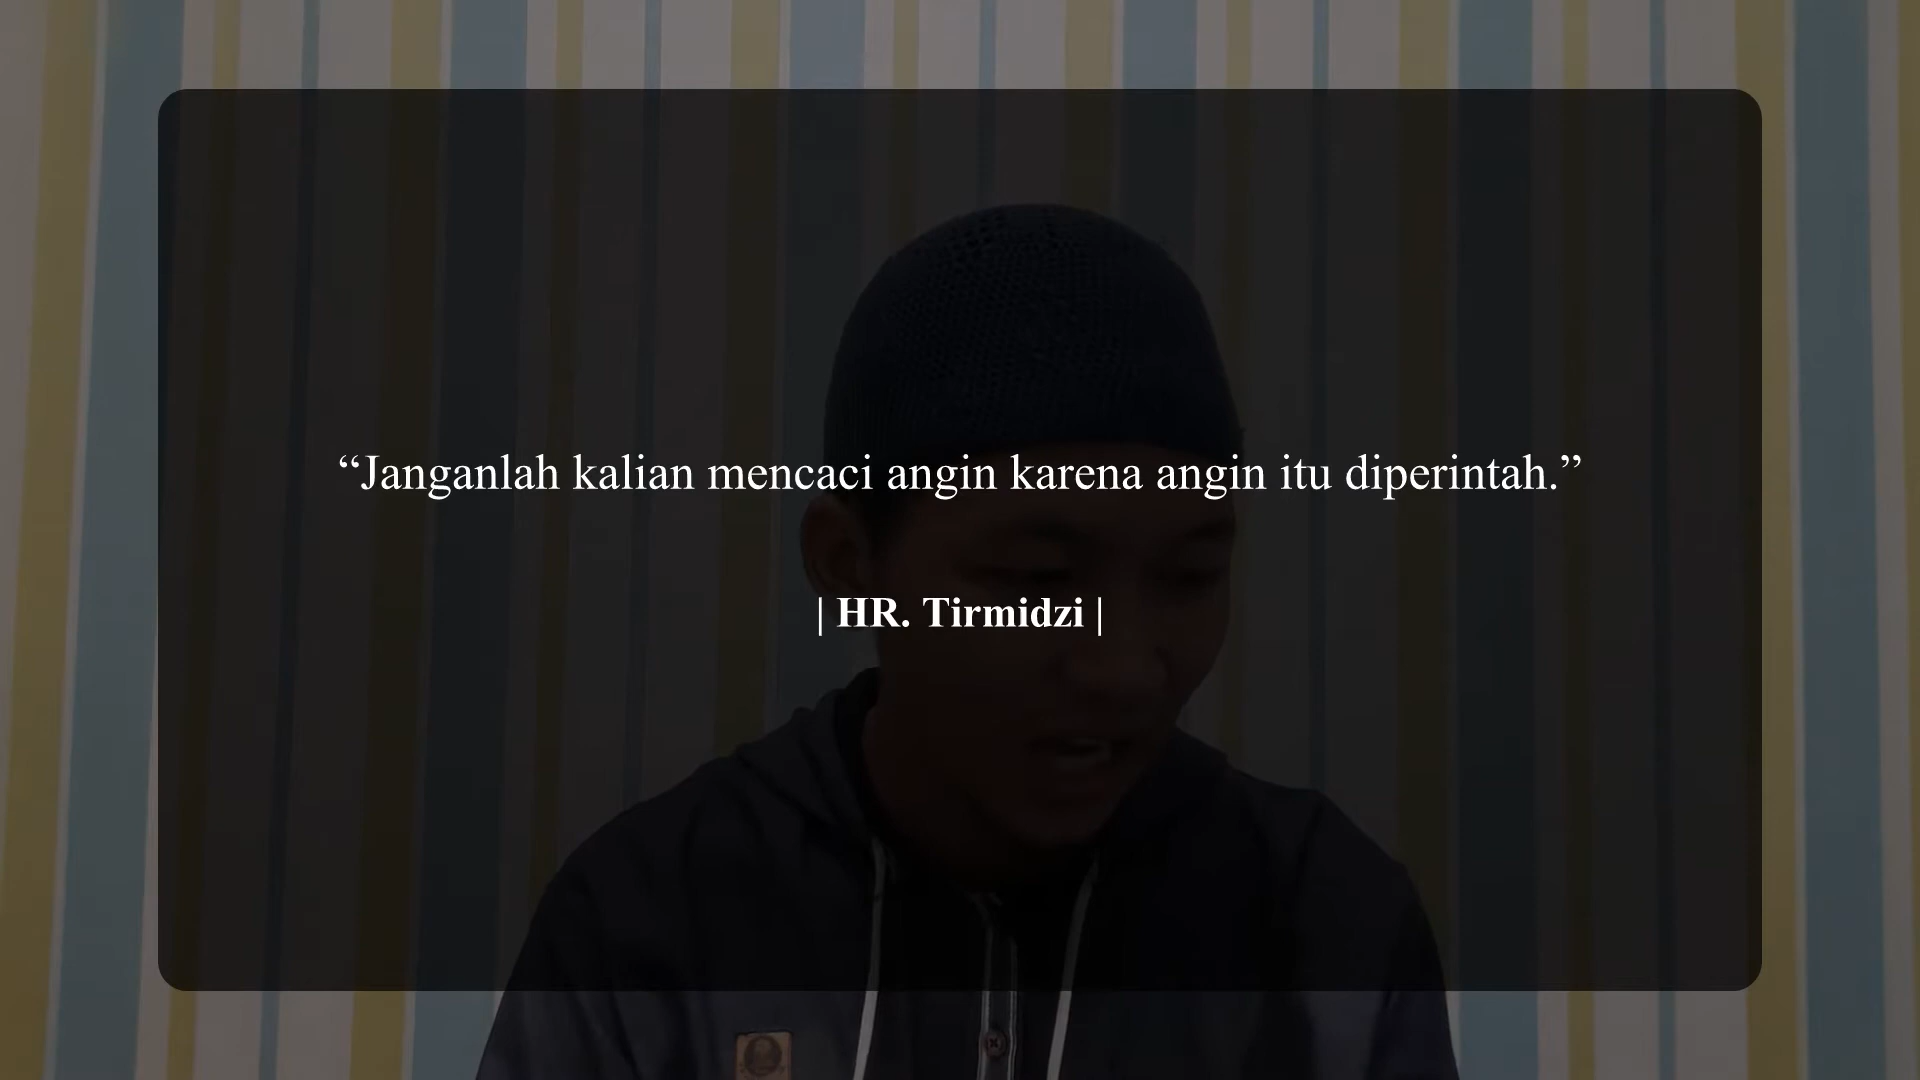 “Janganlah kalian mencaci angin karena angin itu diperintah.”
| HR. Tirmidzi |